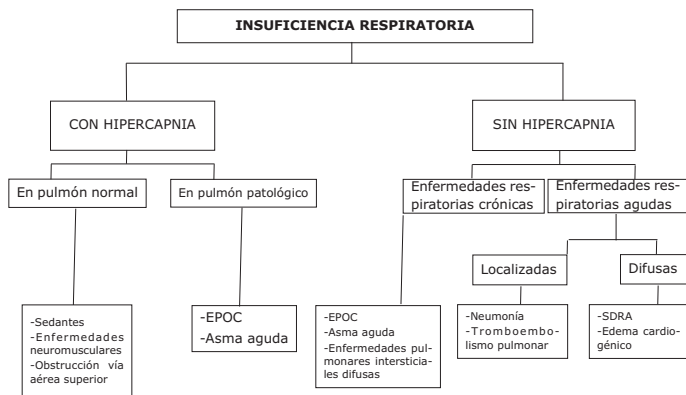 INSUFICIENCIA RESPIRATORIA
CON HIPERCAPNIA
SIN HIPERCAPNIA
En pulmón normal
En pulmón patológico
Enfermedades res-
piratorias crónicas
Enfermedades res-
piratorias agudas
Localizadas
Difusas
-Sedantes
-Enfermedades
neuromusculares
-Obstrucción vía
aérea superior
-EPOC
-Asma aguda
-EPOC
-Asma aguda
-Enfermedades pul-
monares intersticia-
les difusas
-Neumonía
-Tromboembo-
lismo pulmonar
-SDRA
-Edema cardio-
génico